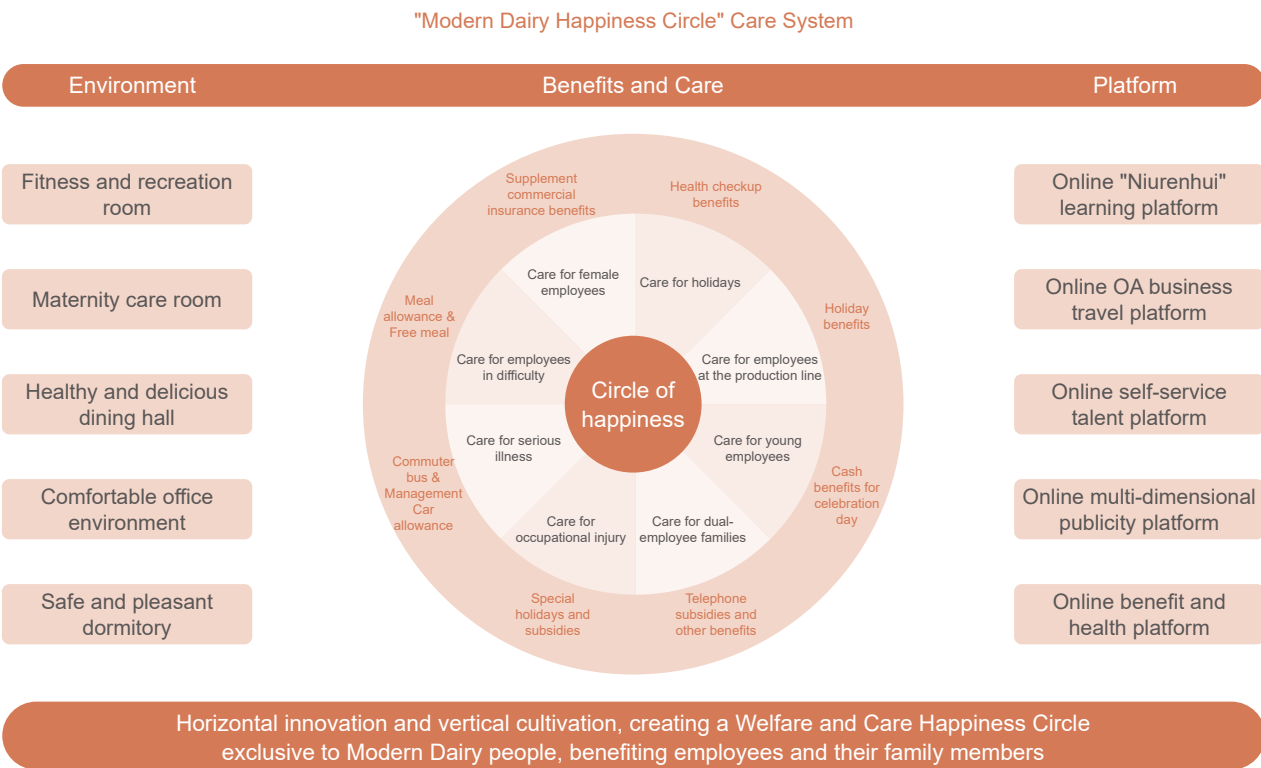 "Modern Dairy Happiness Circle" Care System
Environment
Benefits and Care
Platform
Fitness and recreation
room
Maternity care room
Healthy and delicious
dining hall
Comfortable office
environment
Safe and pleasant
dormitory
Supplement
commercial
insurance benefits
Health checkup
benefits
Holiday
benefits
Cash
benefits for
celebration
day
Telephone
subsidies and
other benefits
Special
holidays and
subsidies
Commuter
bus &
Management
Car
allowance
Meal
allowance &
Free meal
Care for female
employees
Care for holidays
Care for employees
at the production line
Care for young
employees
Care for dual-
employee families
Care for
occupational injury
Care for serious
illness
Care for employees
in difficulty
Circle of
happiness
Online "Niurenhui"
learning platform
Online OA business
travel platform
Online self-service
talent platform
Online multi-dimensional
publicity platform
Online benefit and
health platform
Horizontal innovation and vertical cultivation, creating a Welfare and Care Happiness Circle
exclusive to Modern Dairy people, benefiting employees and their family members